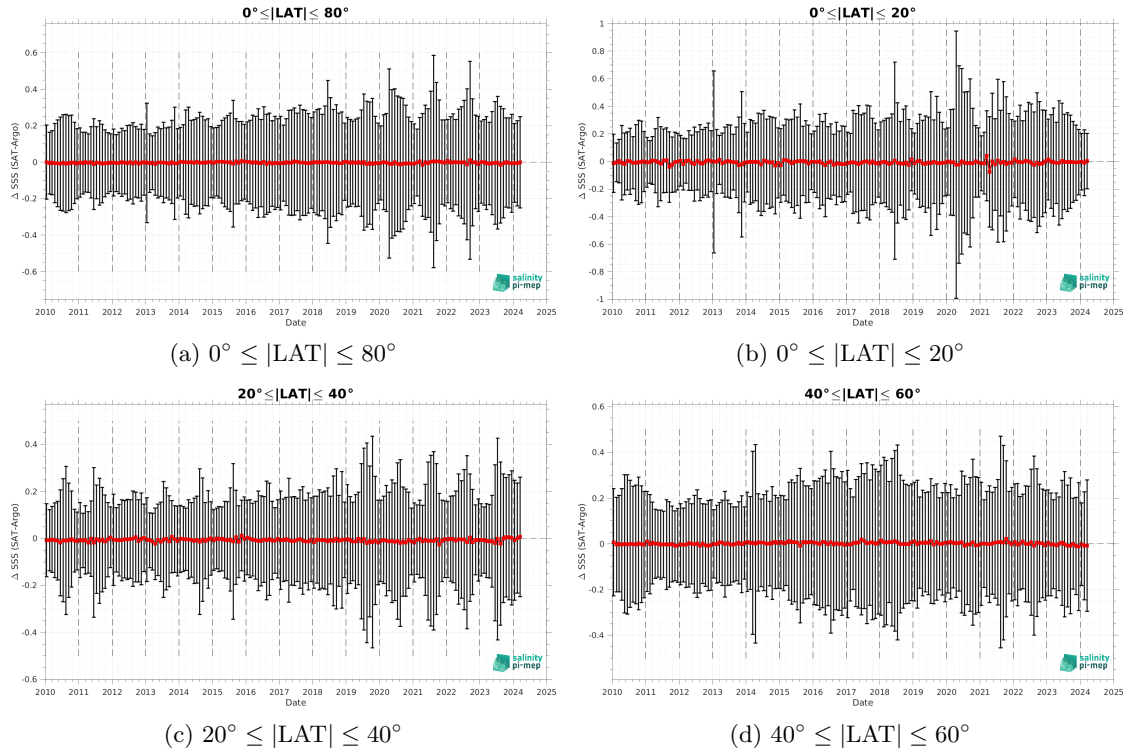 0°≤|LAT|≤ 80°
Δ SSS (SAT-Argo)
0.6
0.4
0.2
0
-0.2
-0.4
-0.6
2010 2011 2012 2013 2014 2015 2016 2017 2018 2019 2020 2021 2022 2023 2024 2025
Date
salinity
pi-mep
(a) 0° ≤ |LAT| ≤ 80°
0°≤|LAT|≤ 20°
Δ SSS (SAT-Argo)
1
0.8
0.6
0.4
0.2
0
-0.2
-0.4
-0.6
-0.8
-1
2010 2011 2012 2013 2014 2015 2016 2017 2018 2019 2020 2021 2022 2023 2024 2025
Date
salinity
pi-mep
(b) 0° ≤ |LAT| ≤ 20°
20°≤|LAT|≤ 40°
Δ SSS (SAT-Argo)
0.4
0.2
0
-0.2
-0.4
-0.6
2010 2011 2012 2013 2014 2015 2016 2017 2018 2019 2020 2021 2022 2023 2024 2025
Date
salinity
pi-mep
(c) 20° ≤ |LAT| ≤ 40°
40°≤|LAT|≤ 60°
Δ SSS (SAT-Argo)
0.6
0.4
0.2
0
-0.2
-0.4
2010 2011 2012 2013 2014 2015 2016 2017 2018 2019 2020 2021 2022 2023 2024 2025
Date
salinity
pi-mep
(d) 40° ≤ |LAT| ≤ 60°